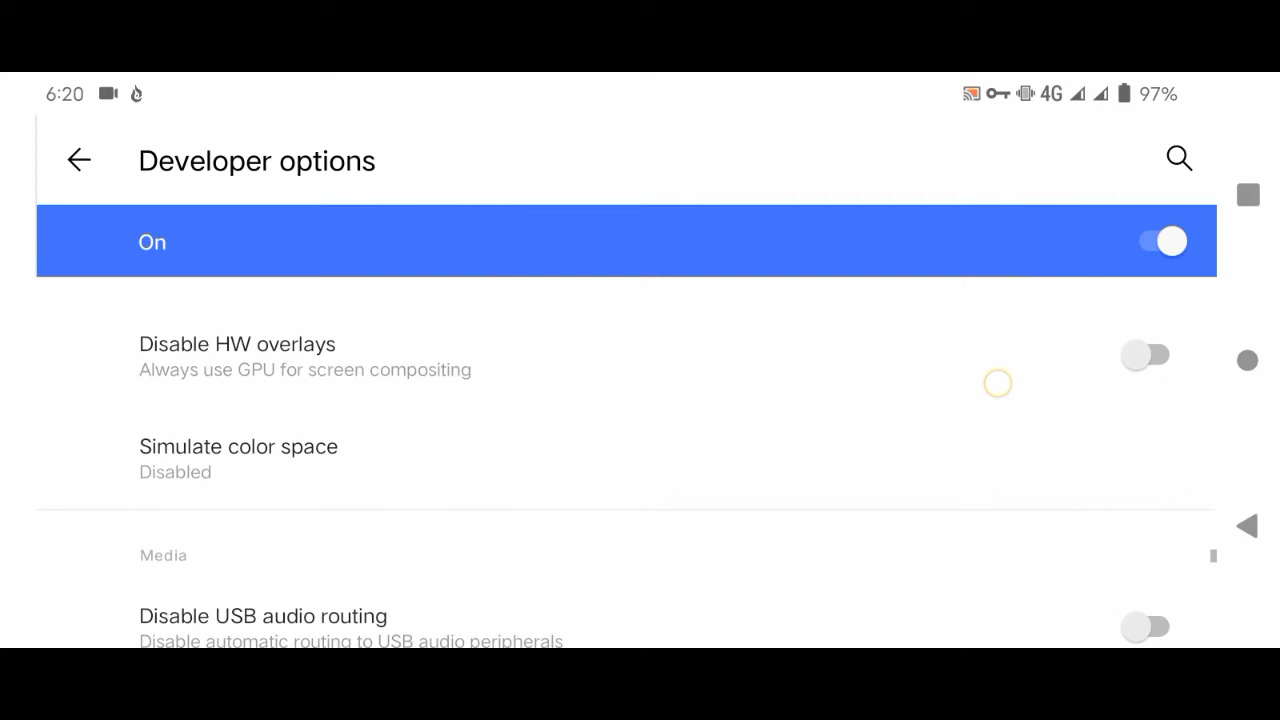 6:20 4G 97%
Developer options
On
Disable HW overlays
Always use GPU for screen compositing
Simulate color space
Disabled
Media
Disable USB audio routing
Disable automatic routing to USB audio peripherals